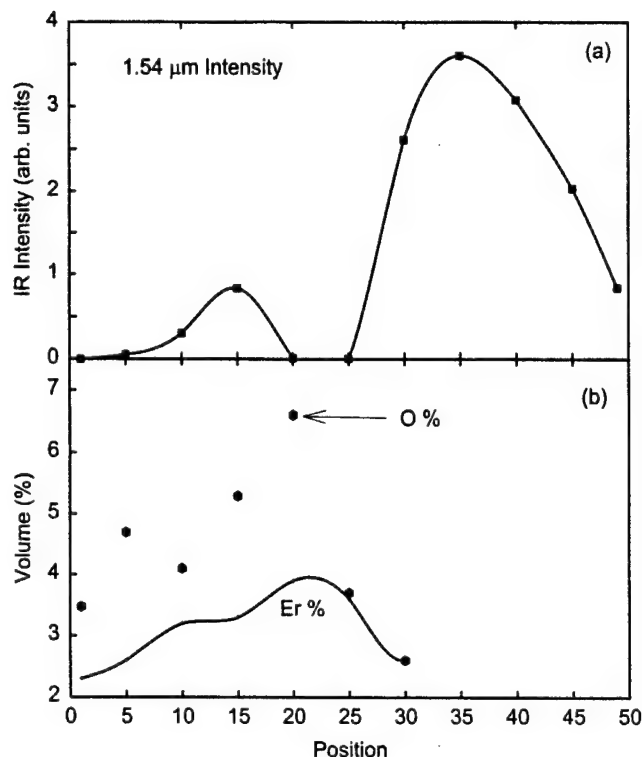 4
(a)
1.54 μm Intensity
3
2
1
0
IR Intensity (arb. units)
7
(b)
6
O %
5
4
Er %
3
2
Volume (%)
0 5 10 15 20 25 30 35 40 45 50
Position